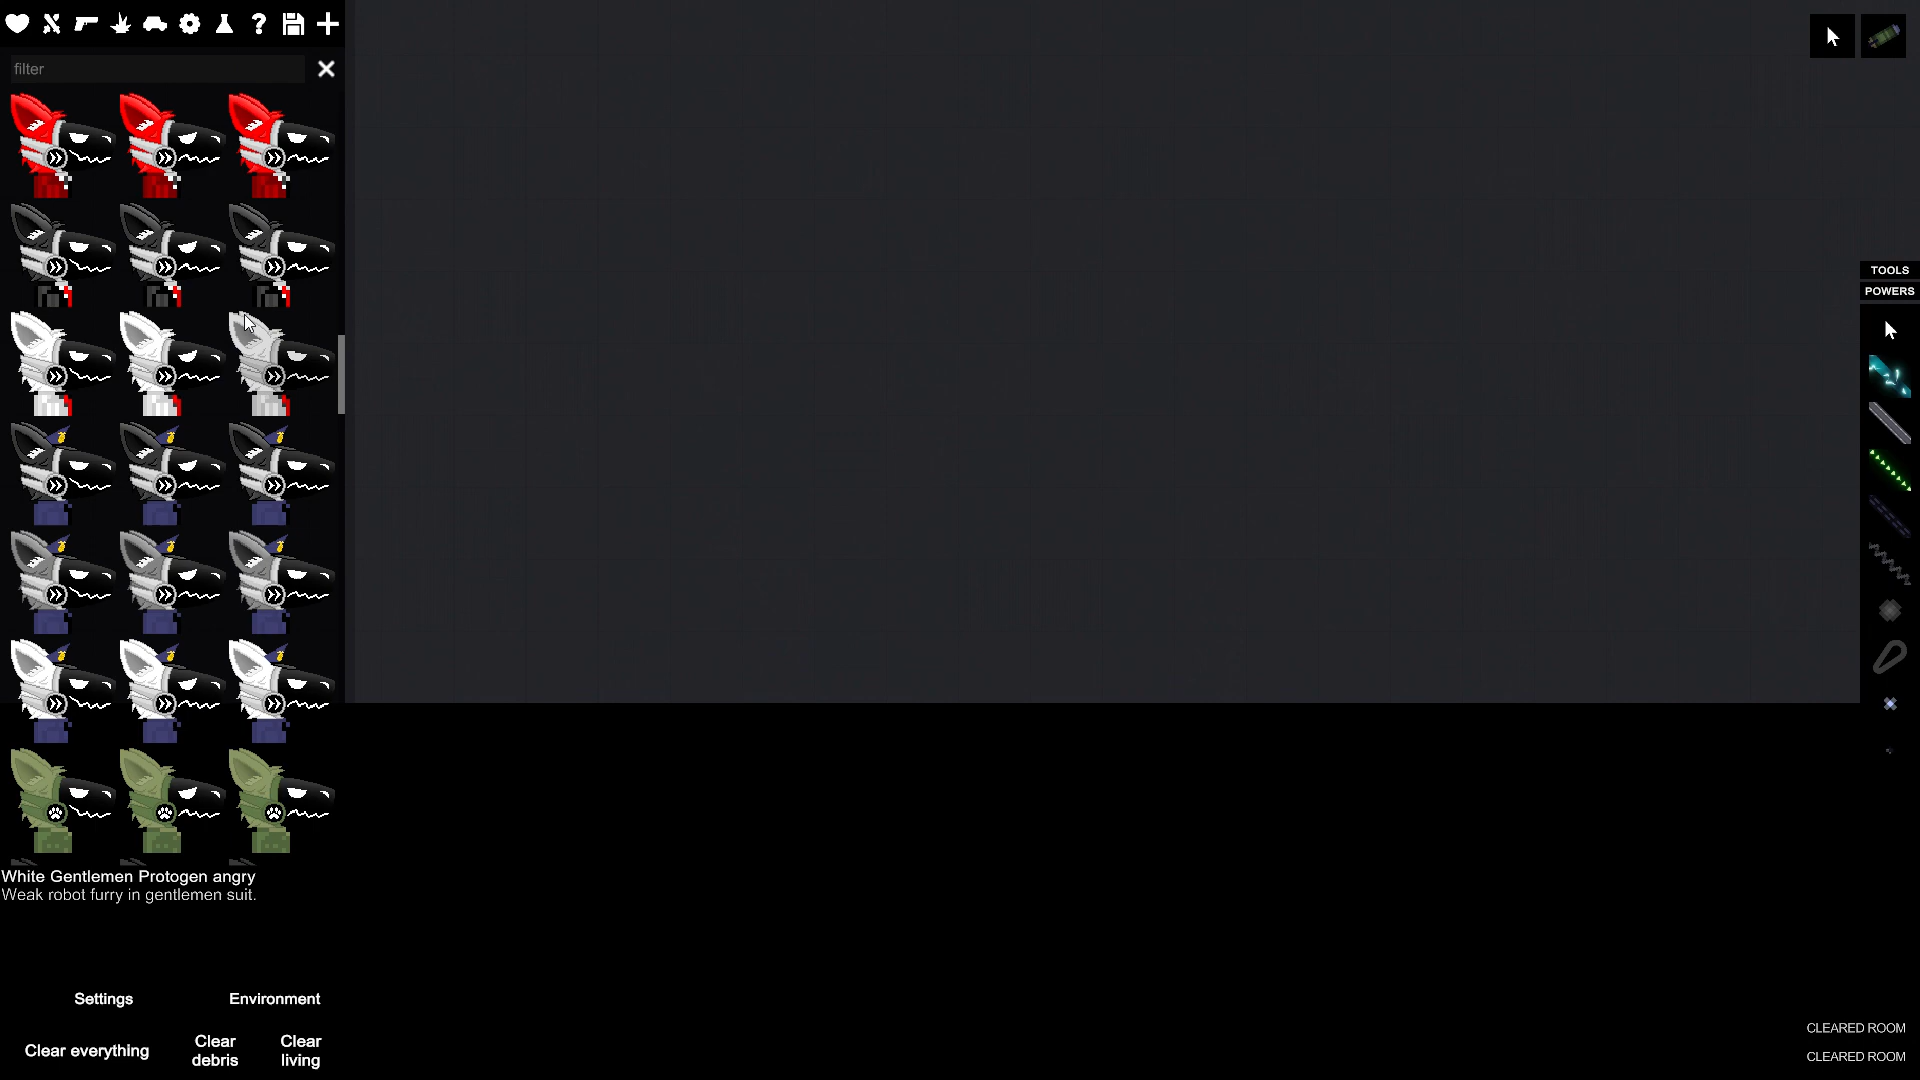 filter
TOOLS
POWERS
White Gentlemen Protogen angry
Weak robot furry in gentlemen suit.
Settings
Environment
Clear everything
Clear
debris
Clear
living
CLEARED ROOM
CLEARED ROOM